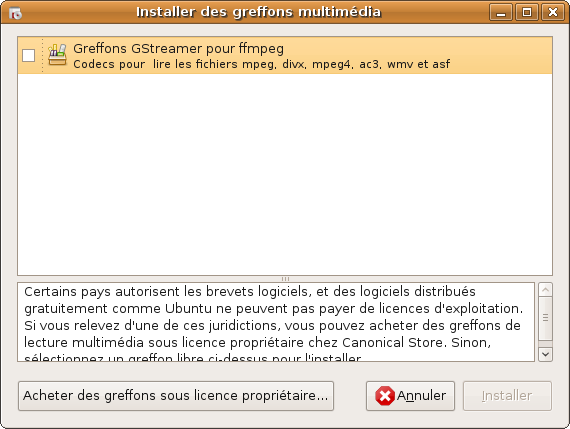 Installer des greffons multimédia
Greffons GStreamer pour ffmpeg
Codecs pour  lire les fichiers mpeg, divx, mpeg4, ac3, wmv et asf
Certains pays autorisent les brevets logiciels, et des logiciels distribués
gratuitement comme Ubuntu ne peuvent pas payer de licences d'exploitation.
Si vous relevez d'une de ces juridictions, vous pouvez acheter des greffons de
lecture multimédia sous licence propriétaire chez Canonical Store. Sinon,
sélectionnez un greffon libre ci-dessus pour l'installer.
Acheter des greffons sous licence propriétaire...
Annuler
Installer